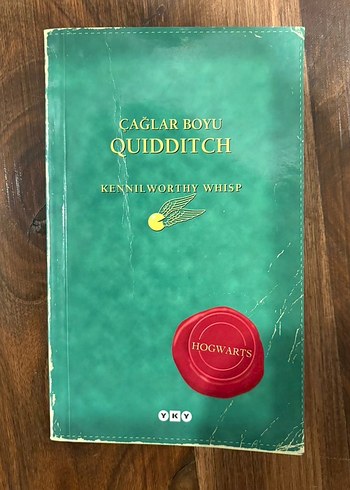 ÇAĞLAR BOYU
QUIDDITCH
KENNILWORTHY WHISP
HOGWARTS
YKY